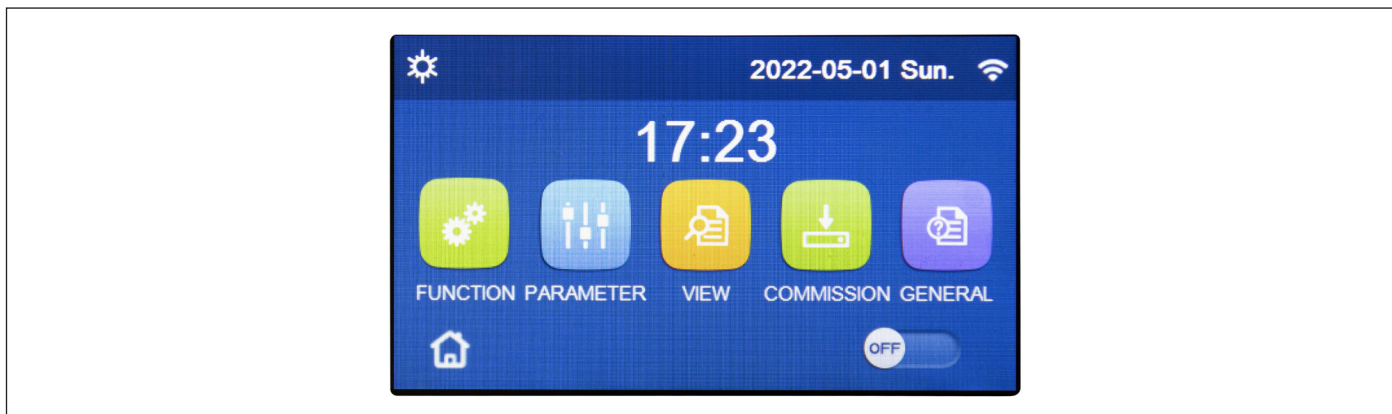 2022-05-01 Sun.
17:23
FUNCTION PARAMETER VIEW COMMISSION GENERAL
OFF